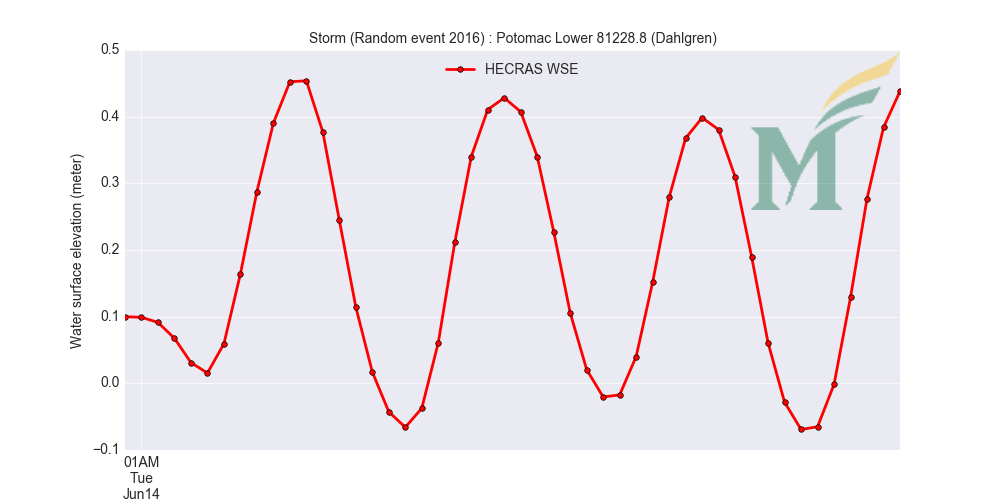 Storm (Random event 2016) : Potomac Lower 81228.8 (Dahlgren)
HECRAS WSE
Water surface elevation (meter)
0.5
0.4
0.3
0.2
0.1
0.0
−0.1
01AM
Tue
Jun14
M